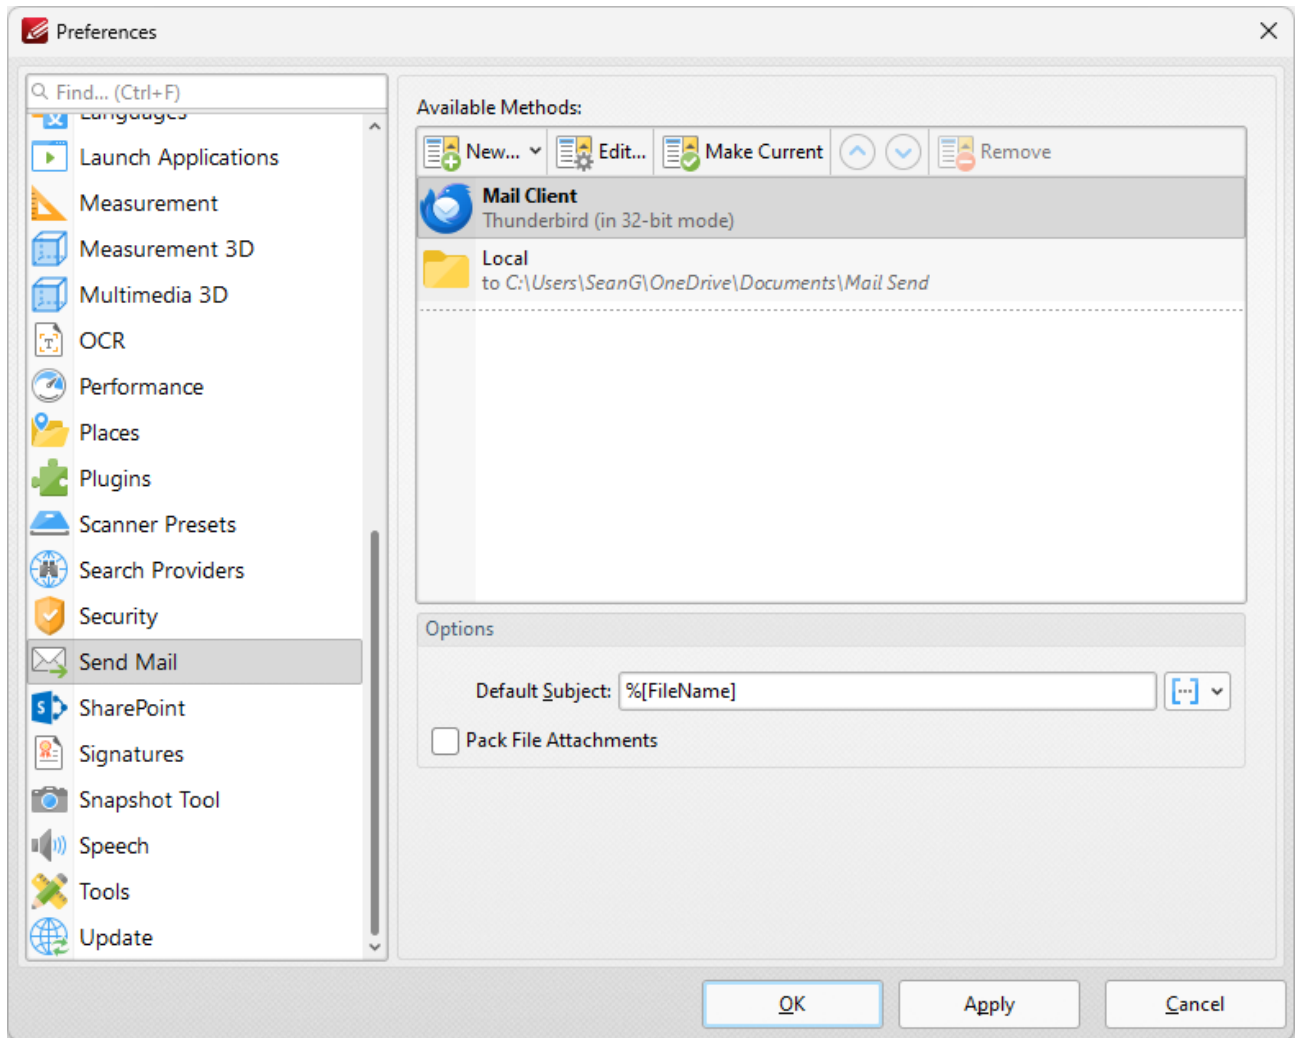 Preferences
Find... (Ctrl+F)
Languages
Launch Applications
Measurement
Measurement 3D
Multimedia 3D
OCR
Performance
Places
Plugins
Scanner Presets
Search Providers
Security
Send Mail
SharePoint
Signatures
Snapshot Tool
Speech
Tools
Update
Available Methods:
New... Edit... Make Current Remove
Mail Client
Thunderbird (in 32-bit mode)
Local
to C:\Users\SeanG\OneDrive\Documents\Mail Send
Options
Default Subject: %[FileName]
Pack File Attachments
OK Apply Cancel